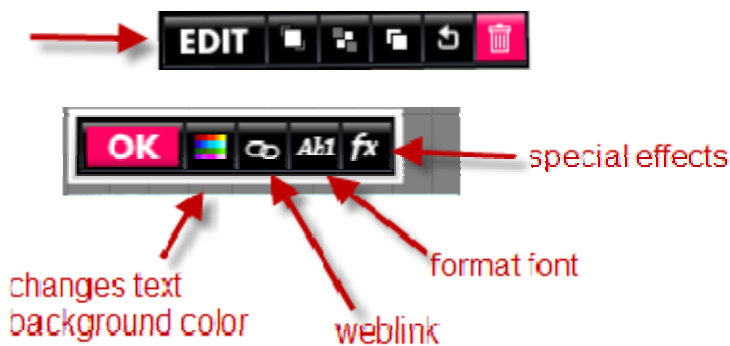 EDIT
OK Ab1 fx
special effects
format font
changes text
background color
weblink